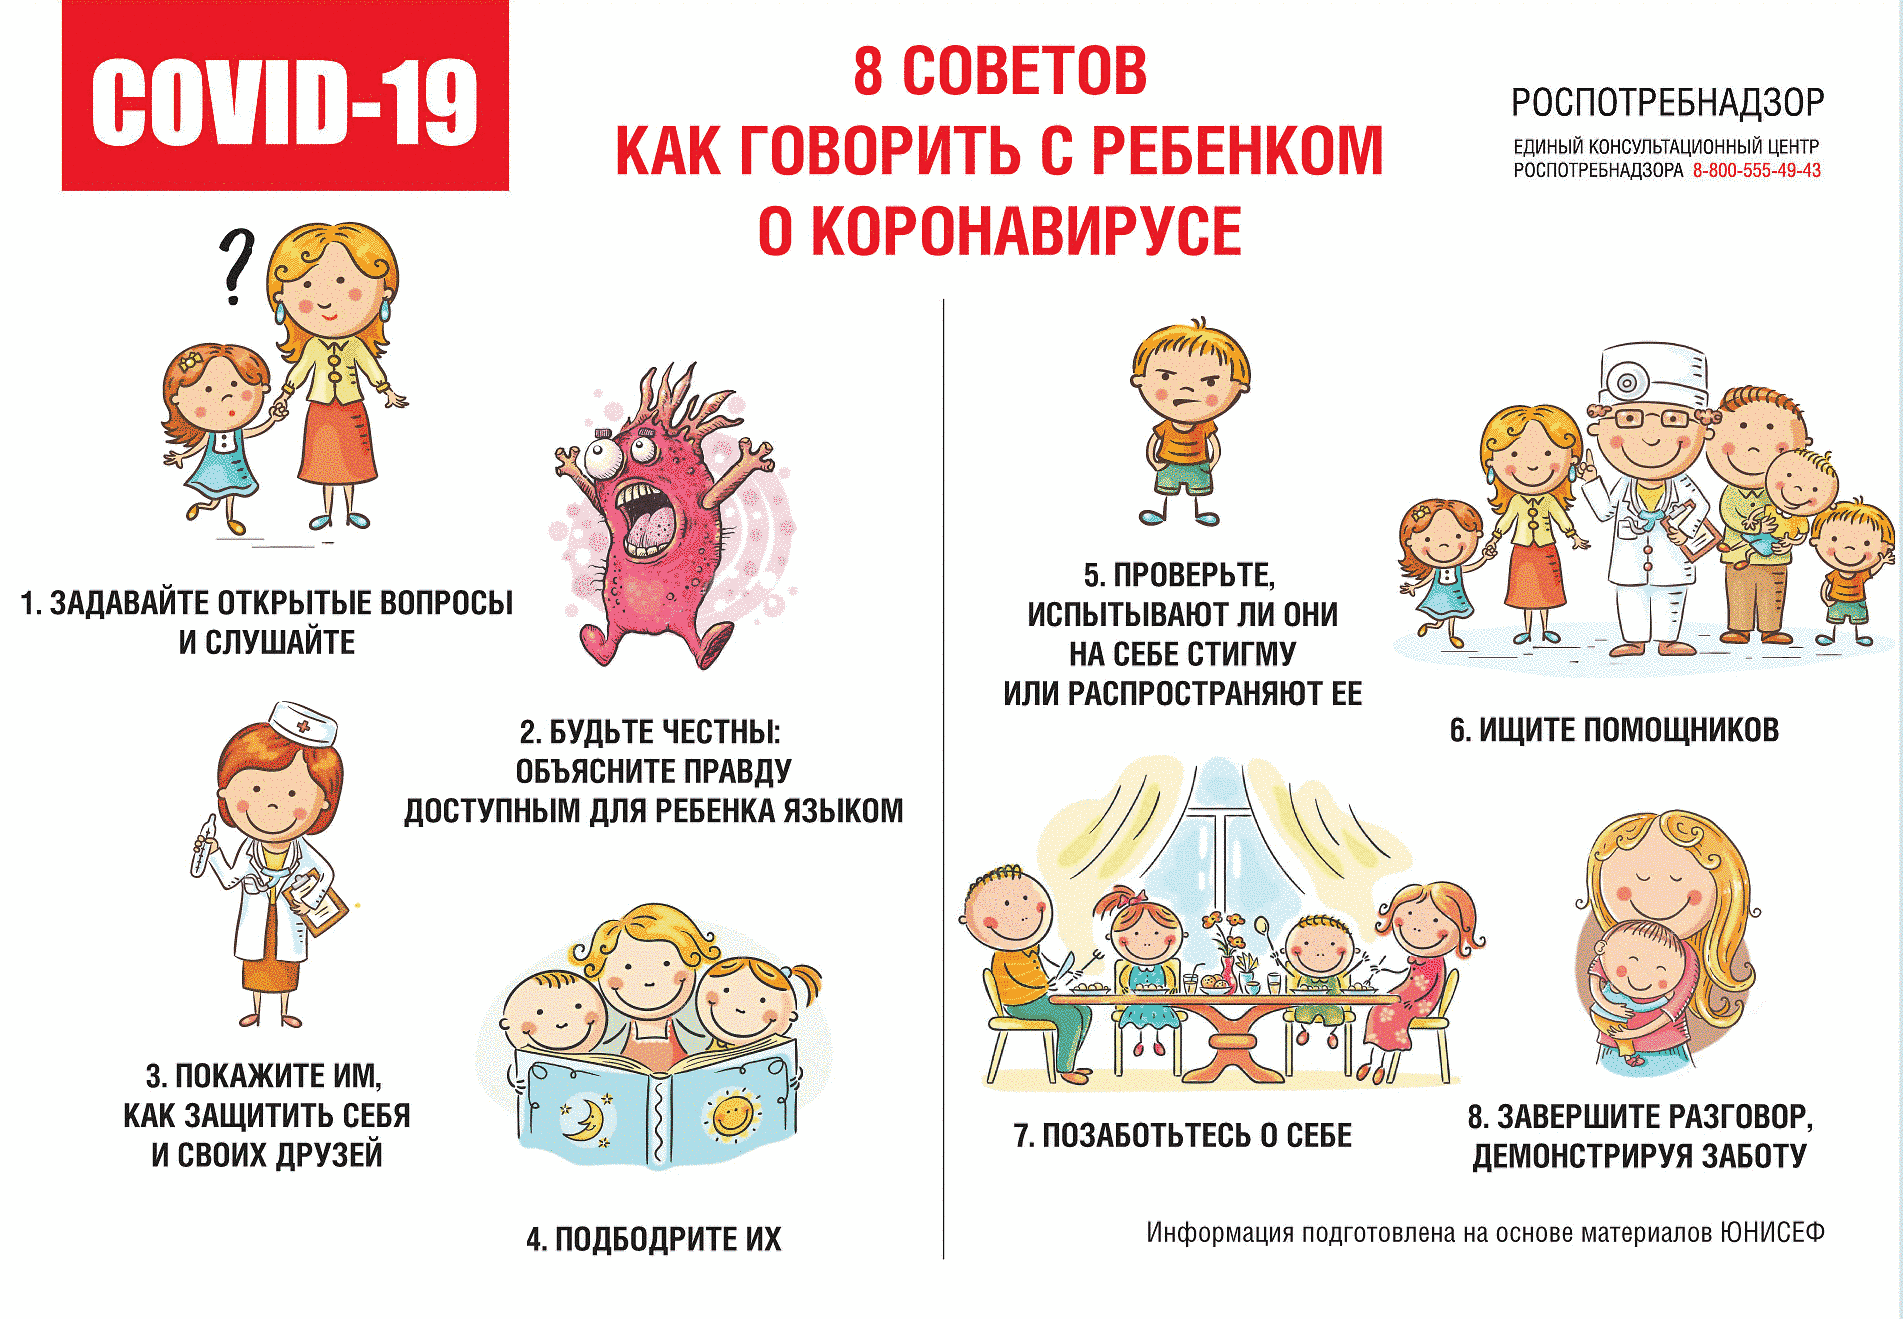 COVID-19
8 СОВЕТОВ
КАК ГОВОРИТЬ С РЕБЕНКОМ
О КОРОНАВИРУСЕ
РОСПОТРЕБНАДЗОР
ЕДИНЫЙ КОНСУЛЬТАЦИОННЫЙ ЦЕНТР
РОСПОТРЕБНАДЗОРА 8-800-555-49-43
?
1. ЗАДАВАЙТЕ ОТКРЫТЫЕ ВОПРОСЫ
И СЛУШАЙТЕ
2. БУДЬТЕ ЧЕСТНЫ:
ОБЪЯСНИТЕ ПРАВДУ
ДОСТУПНЫМ ДЛЯ РЕБЕНКА ЯЗЫКОМ
3. ПОКАЖИТЕ ИМ,
КАК ЗАЩИТИТЬ СЕБЯ
И СВОИХ ДРУЗЕЙ
4. ПОДБОДРИТЕ ИХ
5. ПРОВЕРЬТЕ,
ИСПЫТЫВАЮТ ЛИ ОНИ
НА СЕБЕ СТИГМУ
ИЛИ РАСПРОСТРАНЯЮТ ЕЕ
6. ИЩИТЕ ПОМОЩНИКОВ
7. ПОЗАБОТЬТЕСЬ О СЕБЕ
8. ЗАВЕРШИТЕ РАЗГОВОР,
ДЕМОНСТРИРУЯ ЗАБОТУ
Информация подготовлена на основе материалов ЮНИСЕФ